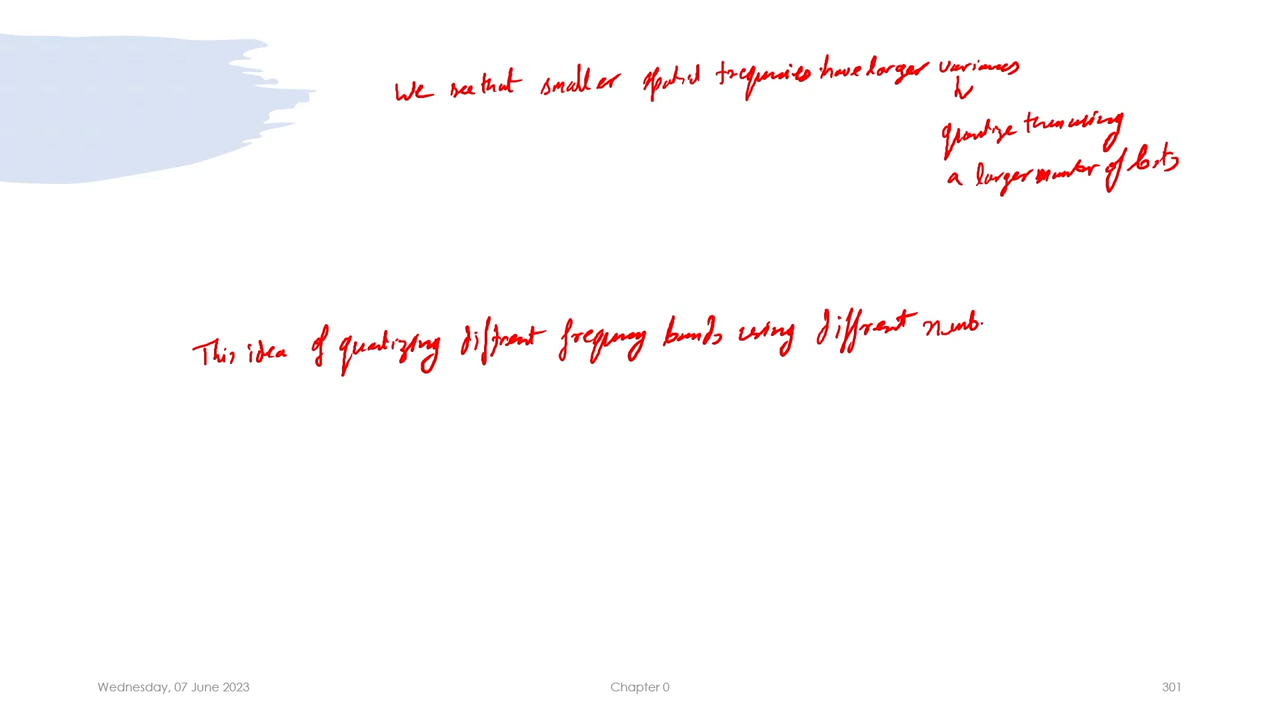 We see that smaller spatial frequencies have larger variances
quantize them using
a larger number of bits
This idea of quantizing different frequency bands using different numb.
Wednesday, 07 June 2023
Chapter 0
301